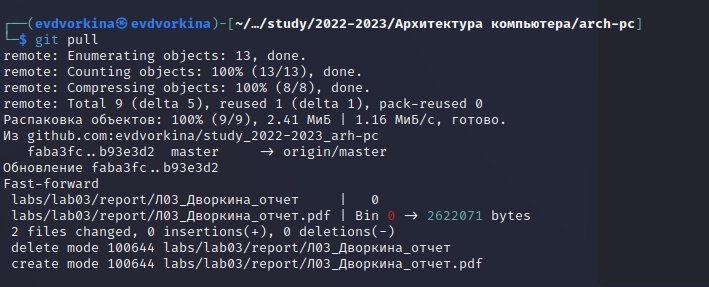 ┌──(evdvorkina㉿evdvorkina)-[~/…/study/2022-2023/Архитектура компьютера/arch-pc]
└─$ git pull
remote: Enumerating objects: 13, done.
remote: Counting objects: 100% (13/13), done.
remote: Compressing objects: 100% (8/8), done.
remote: Total 9 (delta 5), reused 1 (delta 1), pack-reused 0
Распаковка объектов: 100% (9/9), 2.41 МиБ | 1.16 МиБ/с, готово.
Из github.com:evdvorkina/study_2022-2023_arh-pc
   faba3fc..b93e3d2  master     -> origin/master
Обновление faba3fc..b93e3d2
Fast-forward
 labs/lab03/report/Л03_Дворкина_отчет     |   0
 labs/lab03/report/Л03_Дворкина_отчет.pdf | Bin 0 -> 2622071 bytes
 2 files changed, 0 insertions(+), 0 deletions(-)
 delete mode 100644 labs/lab03/report/Л03_Дворкина_отчет
 create mode 100644 labs/lab03/report/Л03_Дворкина_отчет.pdf